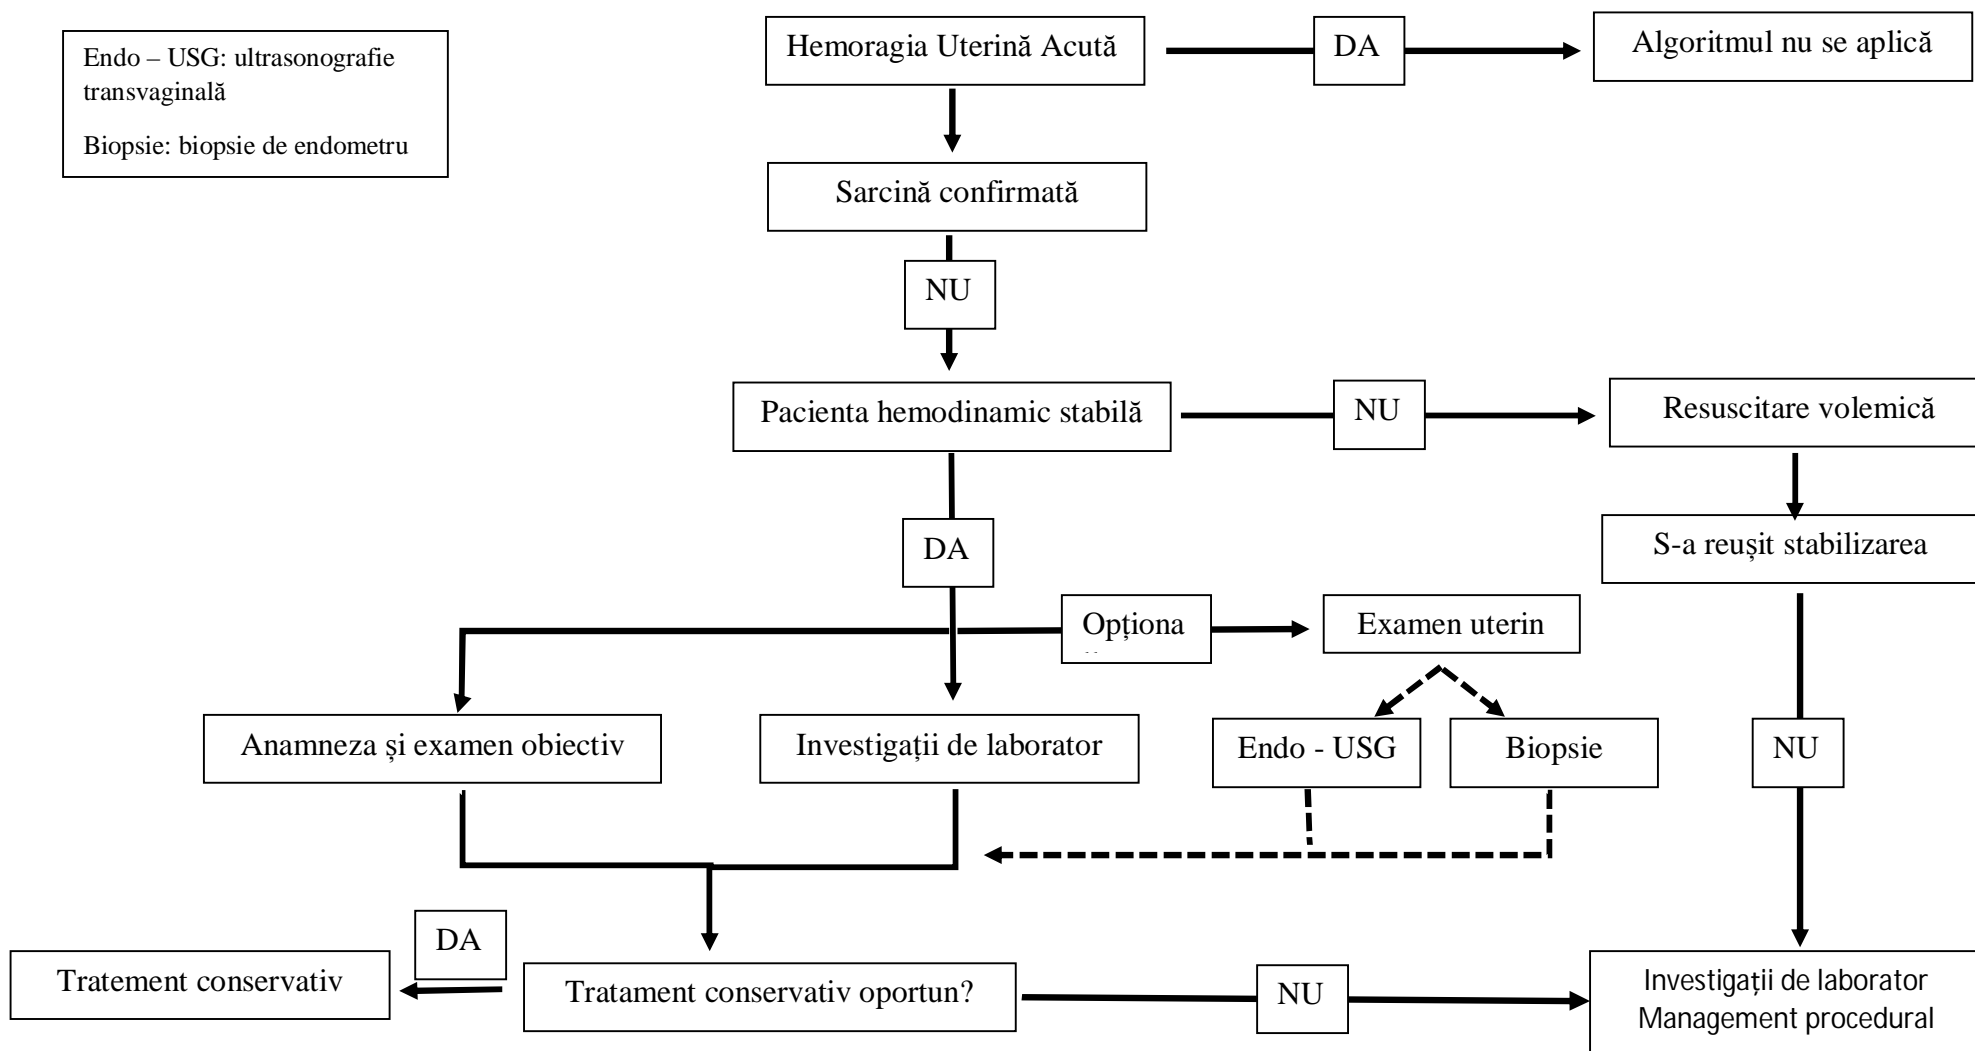 Endo – USG: ultrasonografie
transvaginală
Biopsie: biopsie de endometru
Hemoragia Uterină Acută
DA
Algoritmul nu se aplică
Sarcină confirmată
NU
Pacienta hemodinamic stabilă
NU
Resuscitare volemică
DA
S-a reușit stabilizarea
Opționa
Examen uterin
Anamneza și examen obiectiv
Investigații de laborator
Endo - USG
Biopsie
NU
DA
Tratement conservativ
Tratament conservativ oportun?
NU
Investigații de laborator
Management procedural